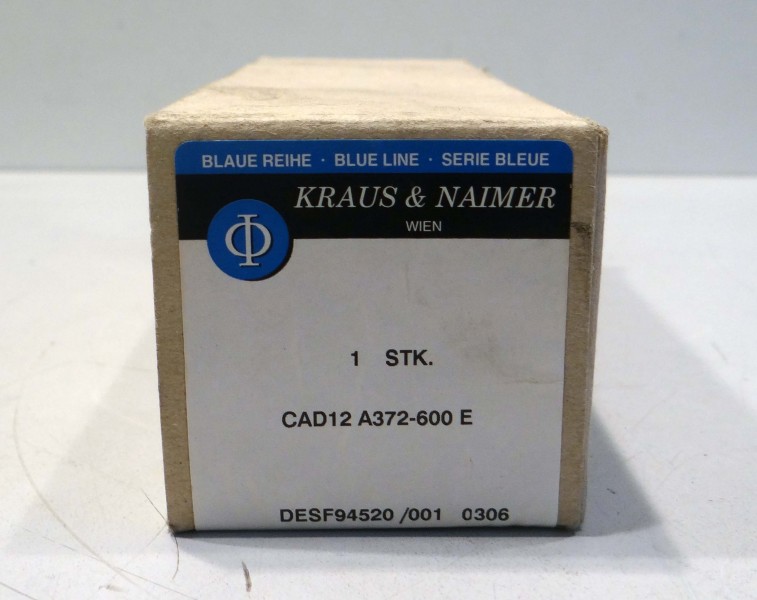 BLAUE REIHE · BLUE LINE · SERIE BLEUE
KRAUS & NAIMER
WIEN
Φ
1 STK.
CAD12 A372-600 E
DESF94520 /001 0306